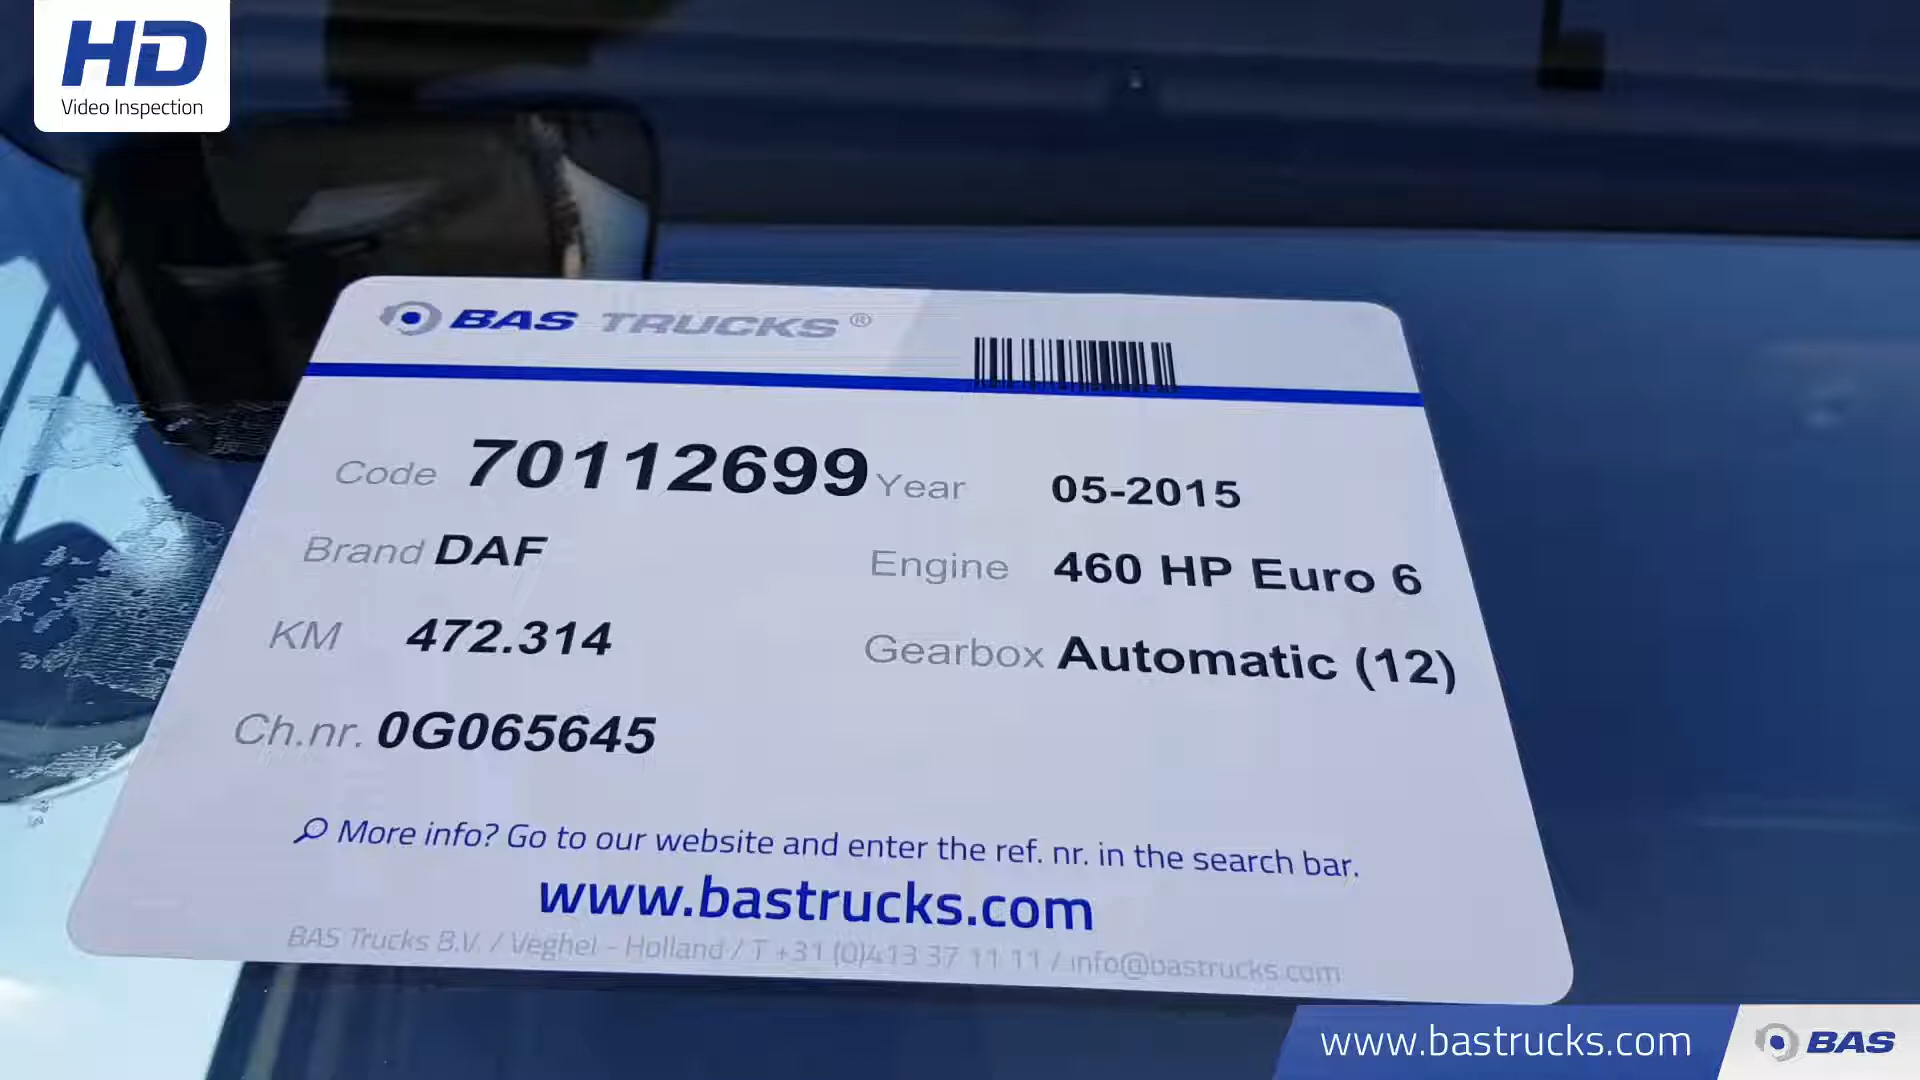 HD
Video Inspection
BAS TRUCKS®
Code 70112699 Year 05-2015
Brand DAF Engine 460 HP Euro 6
KM 472.314 Gearbox Automatic (12)
Ch.nr. 0G065645
More info? Go to our website and enter the ref. nr. in the search bar.
www.bastrucks.com
BAS Trucks B.V. / Veghel - Holland / T +31 (0)413 37 11 11 / info@bastrucks.com
www.bastrucks.com BAS